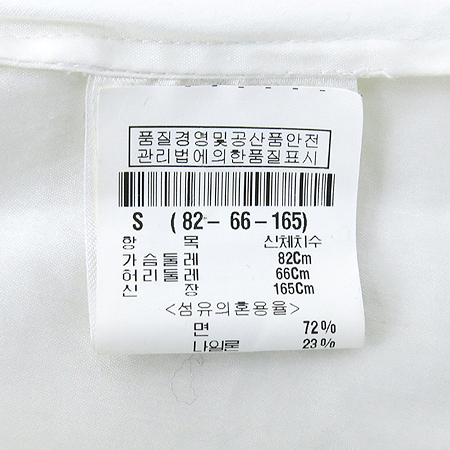 품질경영및공산품안전
관리법에의한품질표시
S (82-66-165)
항 목 신체치수
가슴둘레 82Cm
허리둘레 66Cm
신 장 165Cm
<섬유의혼용율>
면 72%
나일론 23%